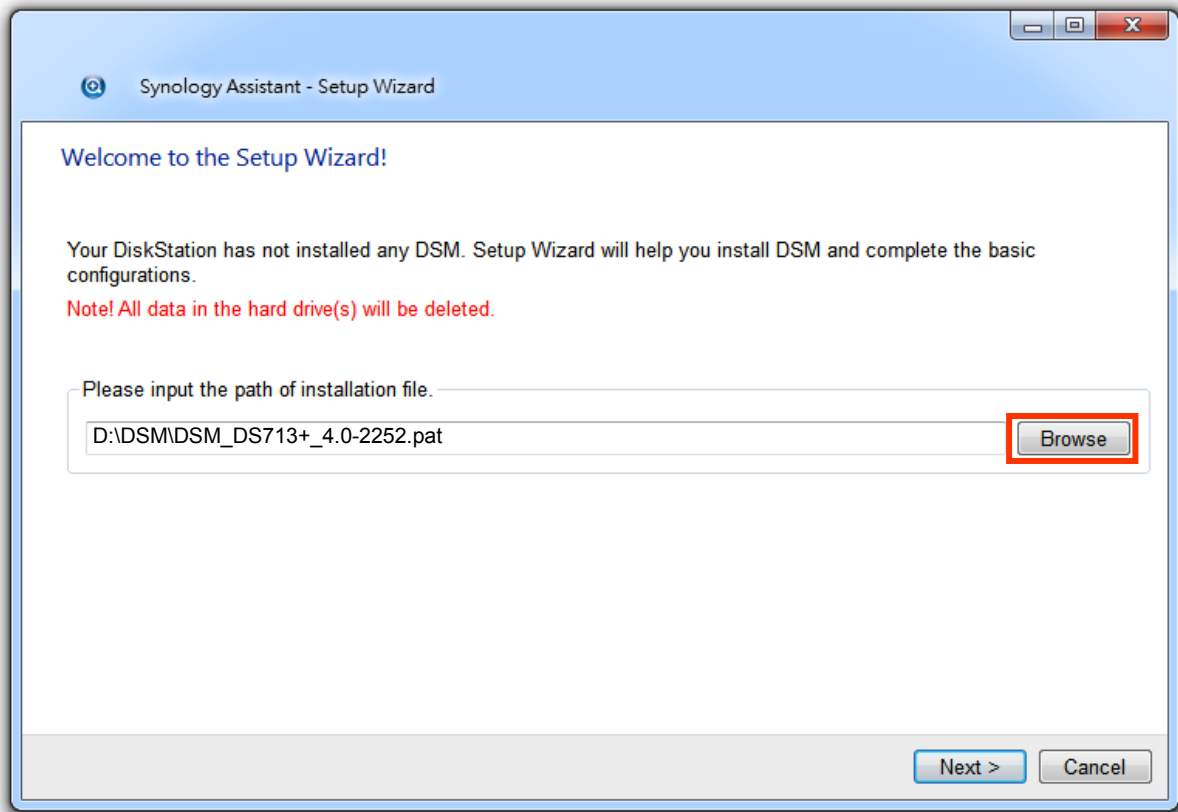 Synology Assistant - Setup Wizard
Welcome to the Setup Wizard!
Your DiskStation has not installed any DSM. Setup Wizard will help you install DSM and complete the basic
configurations.
Note! All data in the hard drive(s) will be deleted.
Please input the path of installation file.
D:\DSM\DSM_DS713+_4.0-2252.pat
Browse
Next >
Cancel